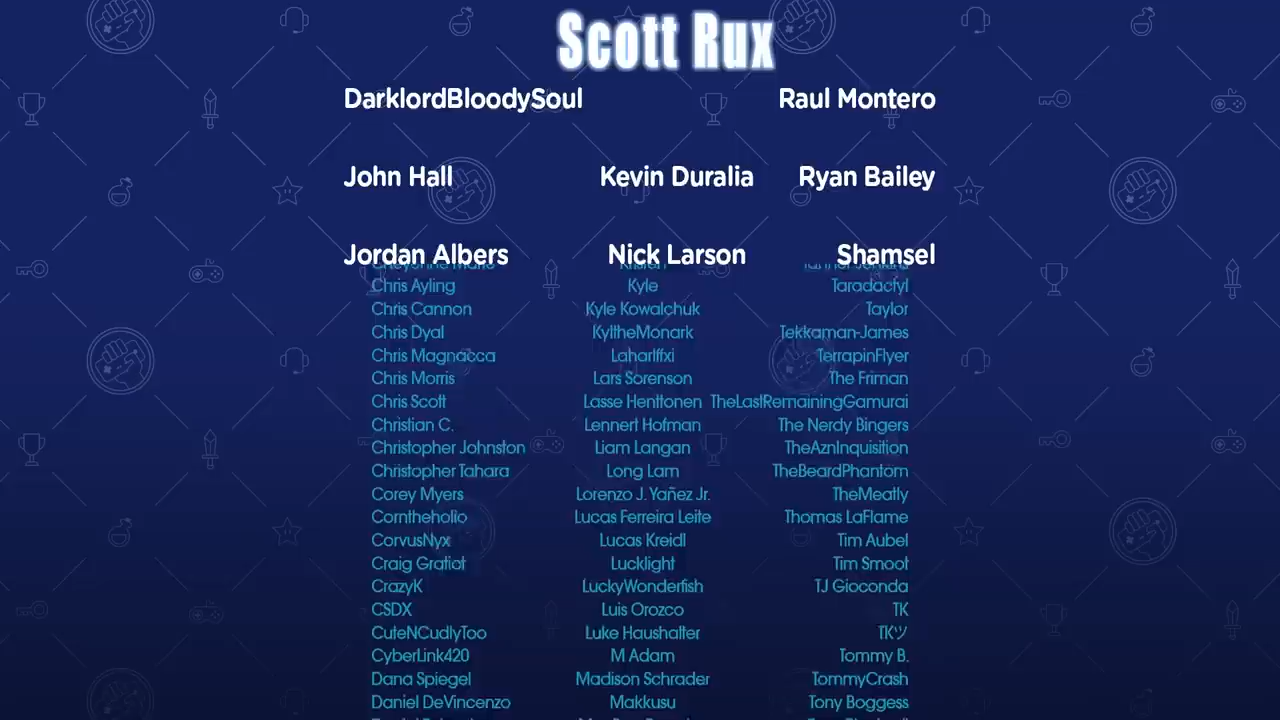 Scott Rux
DarklordBloodySoul Raul Montero
John Hall Kevin Duralia Ryan Bailey
Jordan Albers Nick Larson Shamsel
Chris Ayling Kyle Taradactyl
Chris Cannon Kyle Kowalchuk Taylor
Chris Dyal KyltheMonark Tekkaman-James
Chris Magnacca Laharlffxi TerrapinFlyer
Chris Morris Lars Sorenson The Friman
Chris Scott Lasse Henttonen TheLastRemainingGamurai
Christian C. Lennert Hofman The Nerdy Bingers
Christopher Johnston Liam Langan TheAznInquisition
Christopher Tahara Long Lam TheBeardPhantom
Corey Myers Lorenzo J. Yañez Jr. TheMeatly
Corntheholio Lucas Ferreira Leite Thomas LaFlame
CorvusNyx Lucas Kreidl Tim Aubel
Craig Gratiot Lucklight Tim Smoot
CrazyK LuckyWonderfish TJ Gioconda
CSDX Luis Orozco TK
CuteNCudlyToo Luke Haushalter TKツ
CyberLink420 M Adam Tommy B.
Dana Spiegel Madison Schrader TommyCrash
Daniel DeVincenzo Makkusu Tony Boggess